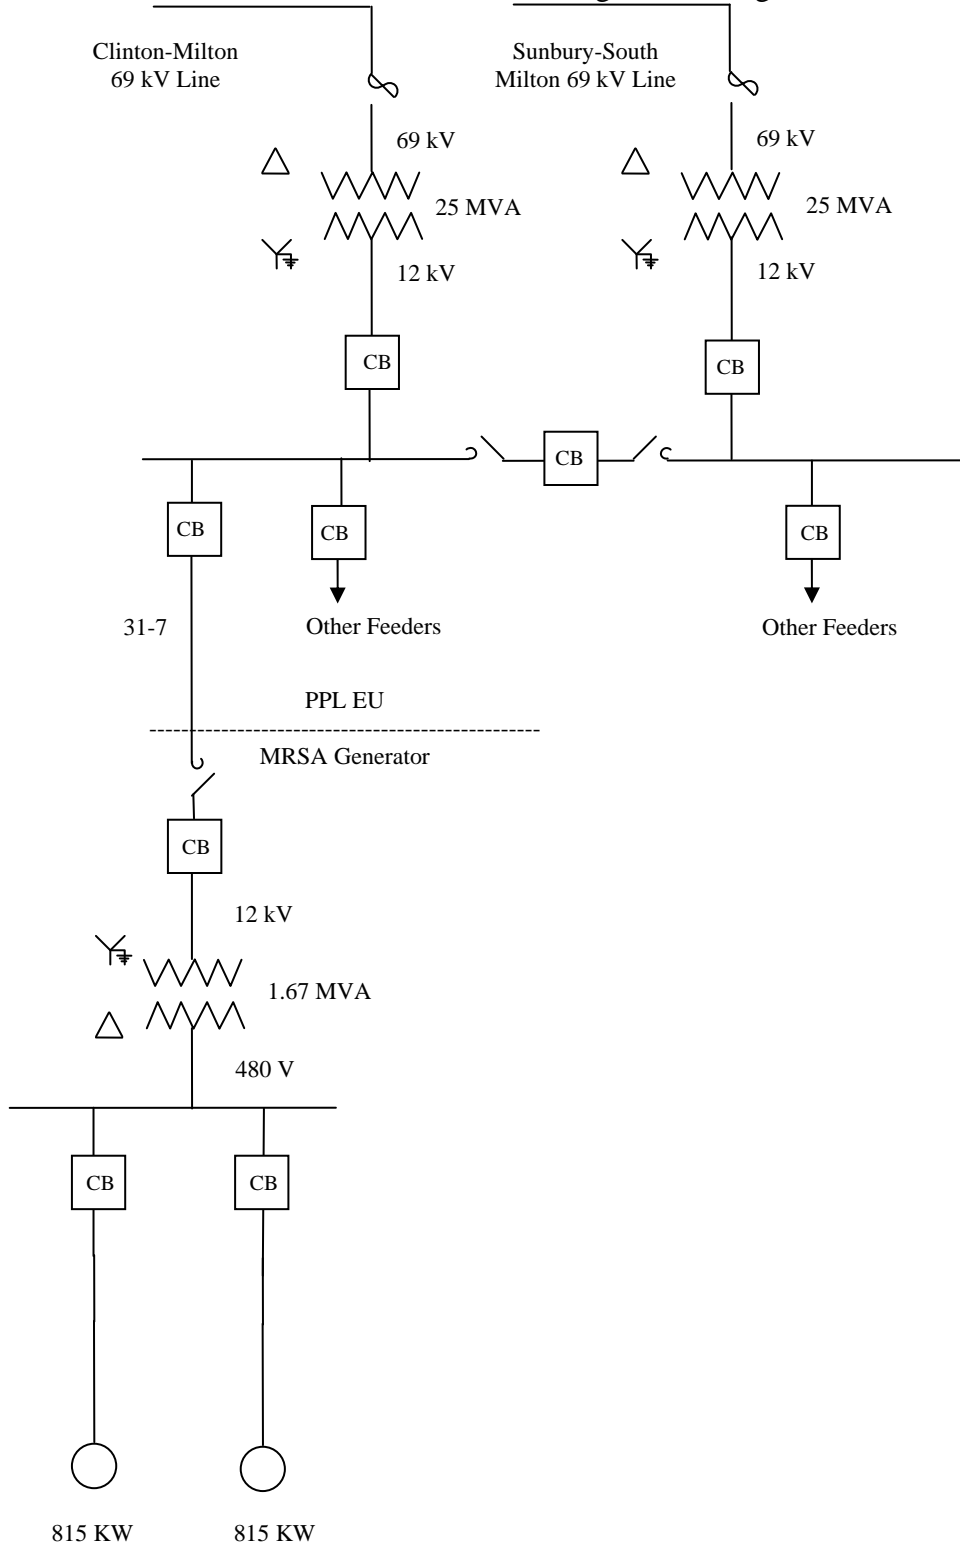 Clinton-Milton
69 kV Line
Sunbury-South
Milton 69 kV Line
69 kV
69 kV
25 MVA
25 MVA
12 kV
12 kV
CB
CB
CB
CB
CB
CB
31-7
Other Feeders
Other Feeders
PPL EU
MRSA Generator
CB
12 kV
1.67 MVA
480 V
CB
CB
815 KW
815 KW